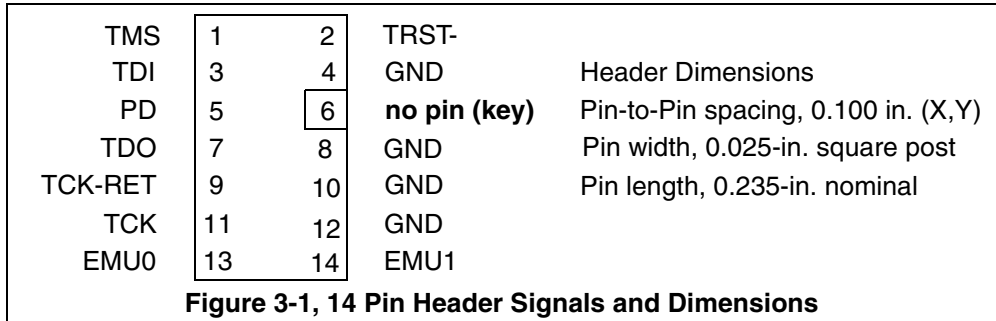 TMS 1 2 TRST-
TDI 3 4 GND Header Dimensions
PD 5 6 no pin (key) Pin-to-Pin spacing, 0.100 in. (X,Y)
TDO 7 8 GND Pin width, 0.025-in. square post
TCK-RET 9 10 GND Pin length, 0.235-in. nominal
TCK 11 12 GND
EMU0 13 14 EMU1
Figure 3-1, 14 Pin Header Signals and Dimensions